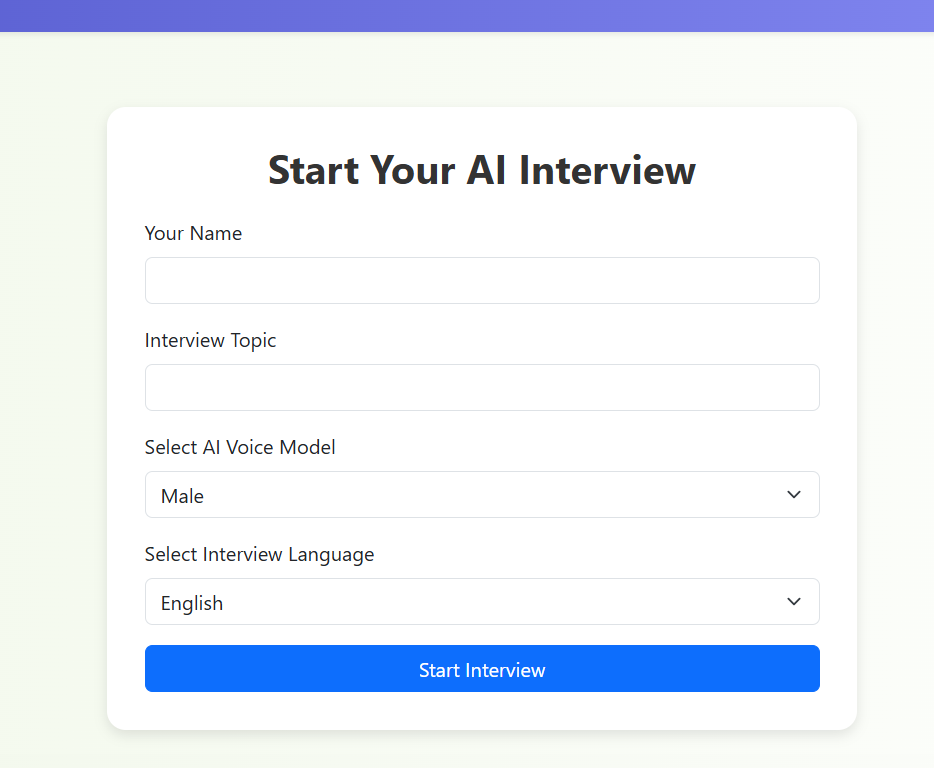 Start Your AI Interview
Your Name
Interview Topic
Select AI Voice Model
Male
Select Interview Language
English
Start Interview